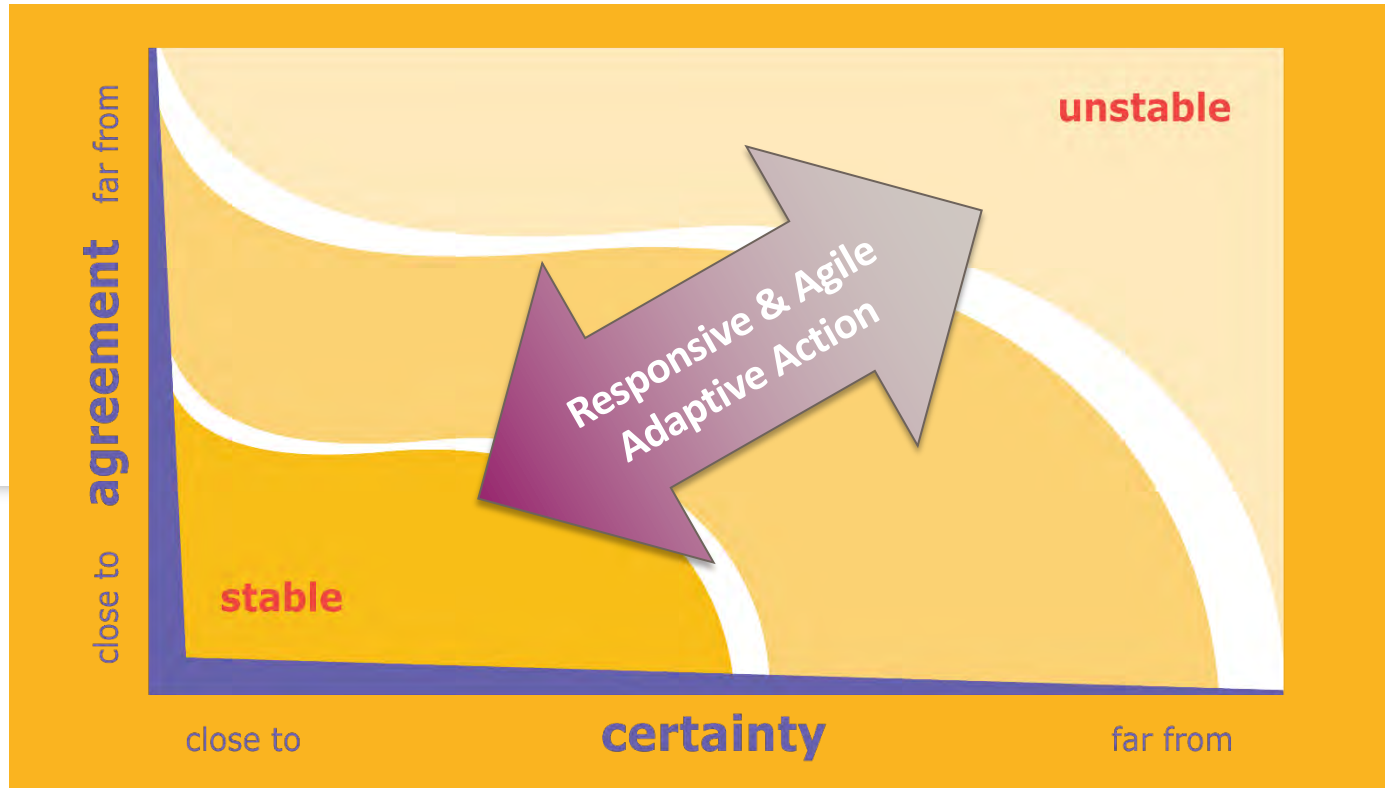 unstable
far from
agreement
close to
Responsive & Agile
Adaptive Action
stable
close to
certainty
far from